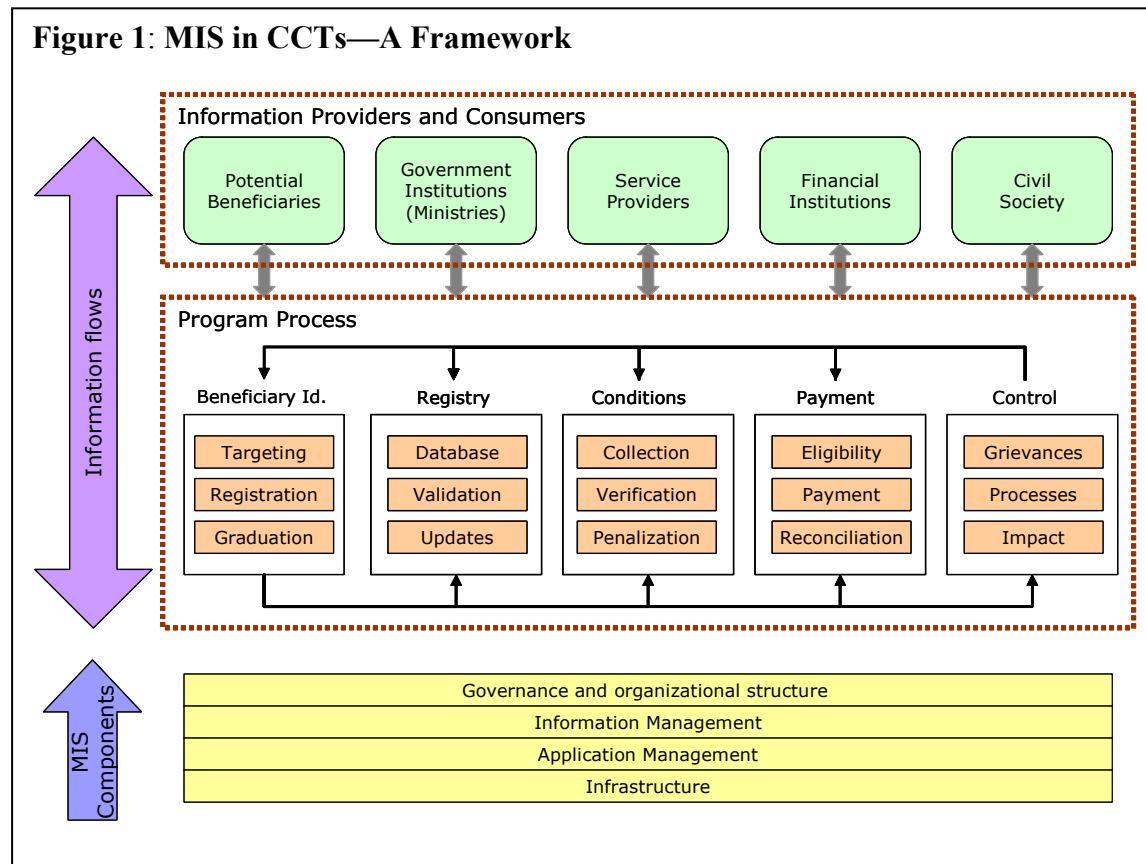 Figure 1: MIS in CCTs—A Framework
Information Providers and Consumers
Potential
Beneficiaries
Government
Institutions
(Ministries)
Service
Providers
Financial
Institutions
Civil
Society
Information flows
Program Process
Beneficiary Id.
Targeting
Registration
Graduation
Registry
Database
Validation
Updates
Conditions
Collection
Verification
Penalization
Payment
Eligibility
Payment
Reconciliation
Control
Grievances
Processes
Impact
MIS
Components
Governance and organizational structure
Information Management
Application Management
Infrastructure